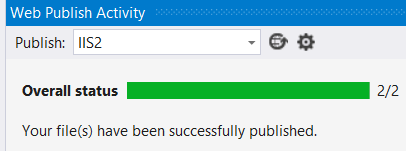 Web Publish Activity
Publish: IIS2
Overall status 2/2
Your file(s) have been successfully published.